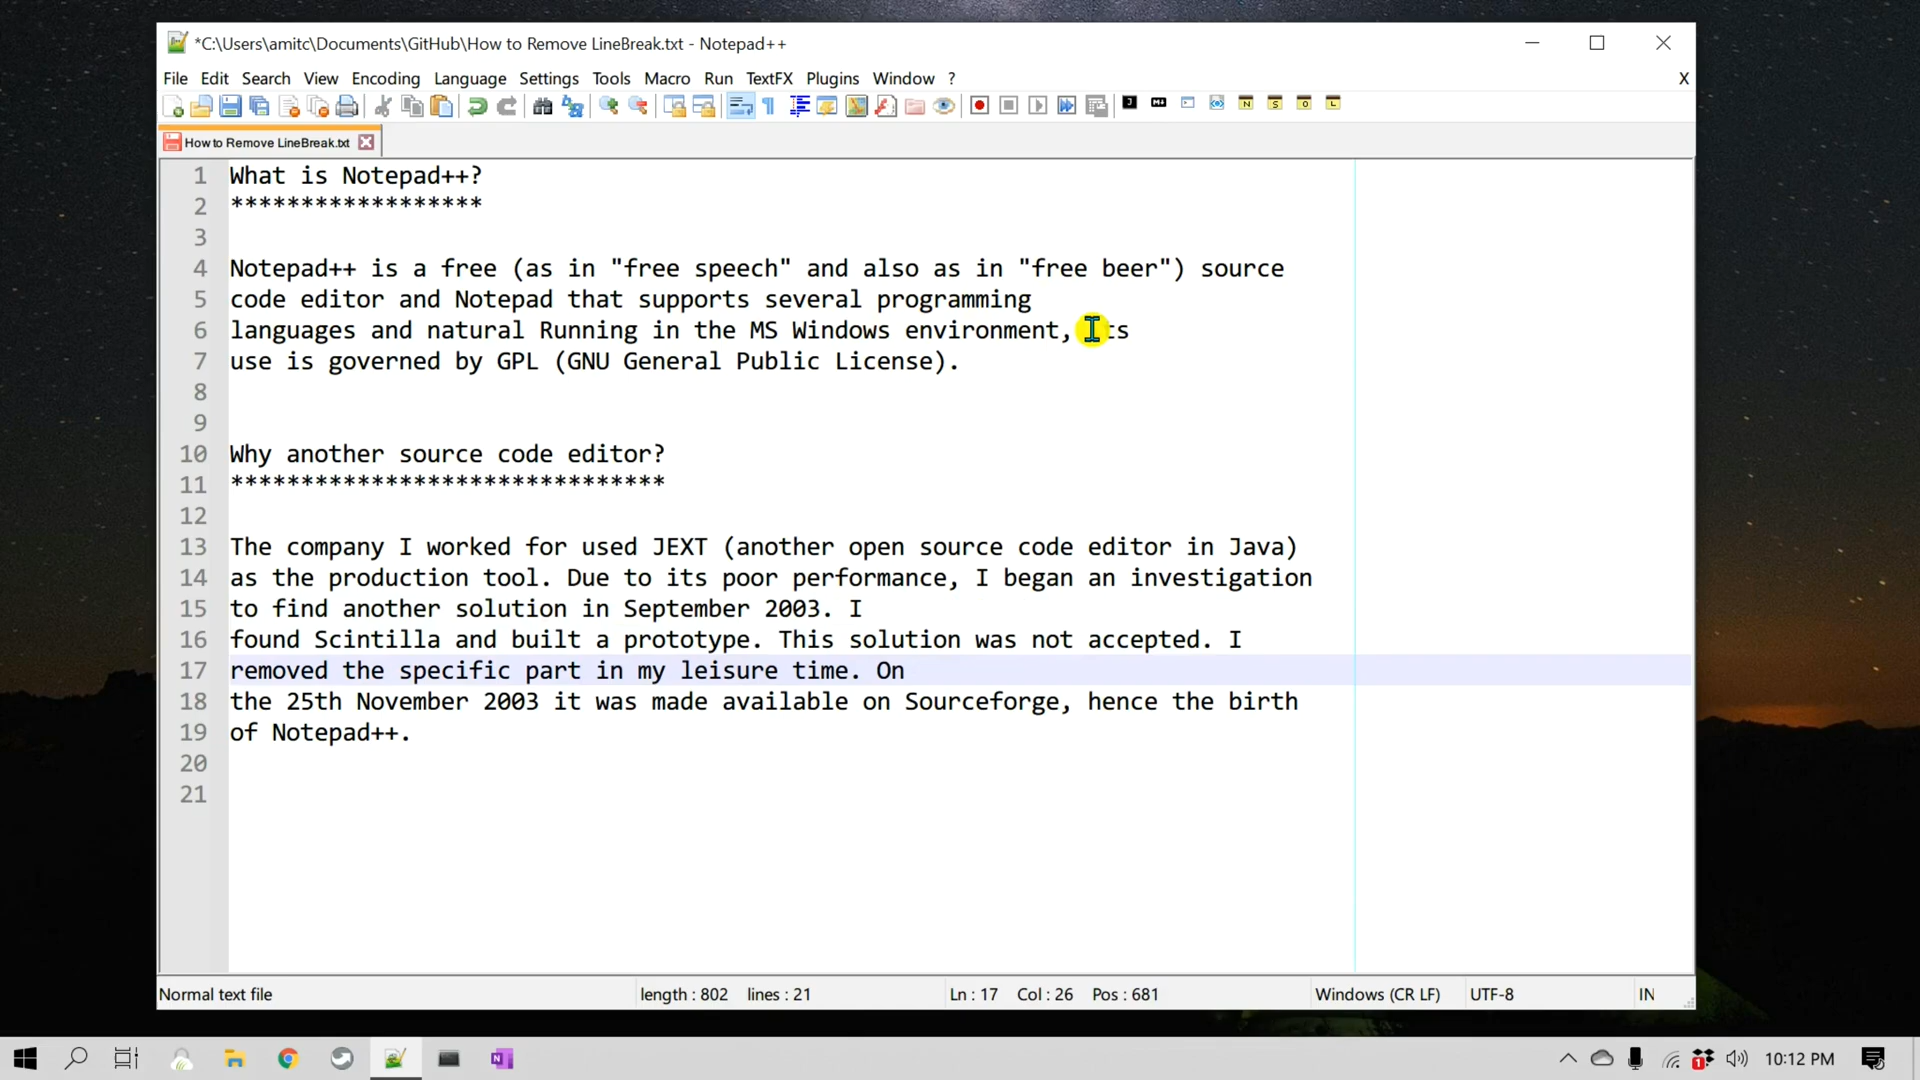 *C:\Users\amitc\Documents\GitHub\How to Remove LineBreak.txt - Notepad++
File Edit Search View Encoding Language Settings Tools Macro Run TextFX Plugins Window ? X
How to Remove LineBreak.txt
1 What is Notepad++?
2 ******************
3
4 Notepad++ is a free (as in "free speech" and also as in "free beer") source
5 code editor and Notepad that supports several programming
6 languages and natural Running in the MS Windows environment, ts
7 use is governed by GPL (GNU General Public License).
8
9
10 Why another source code editor?
11 *******************************
12
13 The company I worked for used JEXT (another open source code editor in Java)
14 as the production tool. Due to its poor performance, I began an investigation
15 to find another solution in September 2003. I
16 found Scintilla and built a prototype. This solution was not accepted. I
17 removed the specific part in my leisure time. On
18 the 25th November 2003 it was made available on Sourceforge, hence the birth
19 of Notepad++.
20
21
Normal text file length : 802 lines : 21 Ln : 17 Col : 26 Pos : 681 Windows (CR LF) UTF-8 IN
10:12 PM